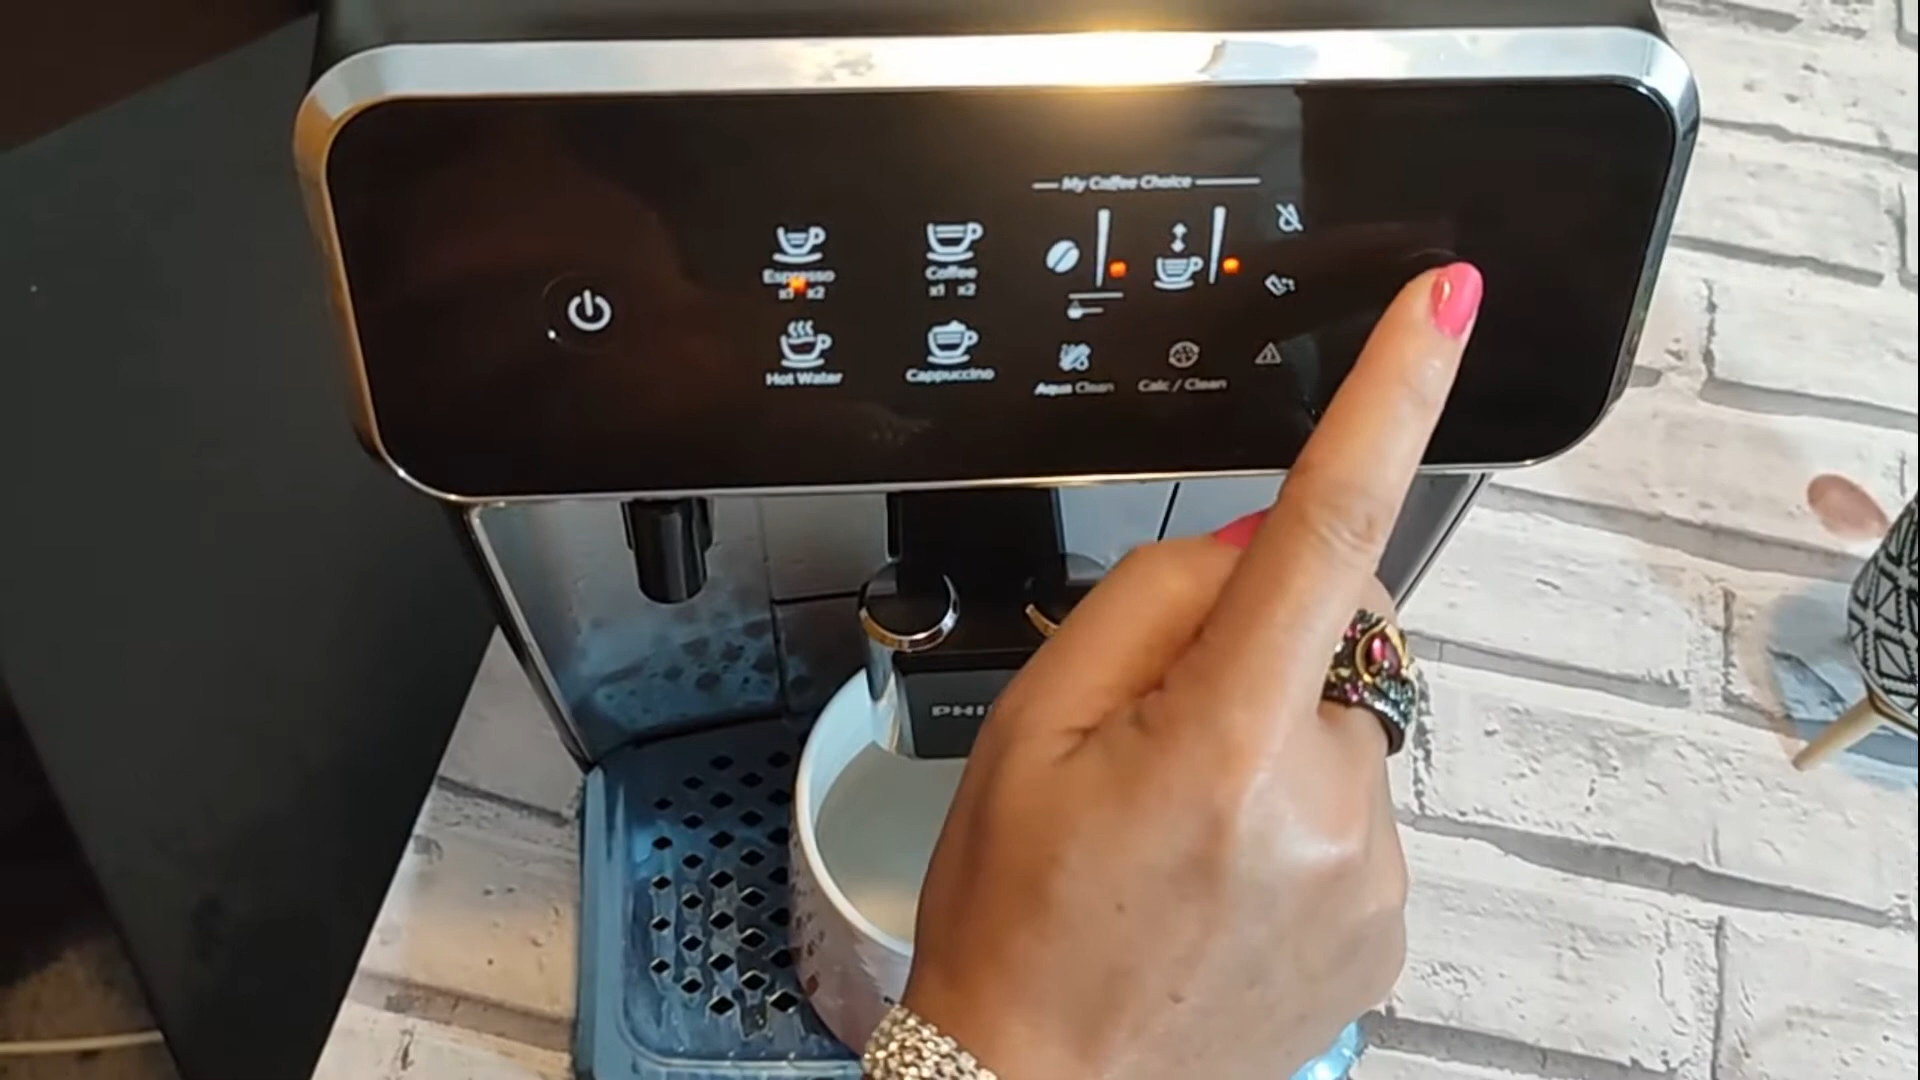 My Coffee Choice
Espresso
x1 x2
Coffee
x1 x2
Hot Water
Cappuccino
Aqua Clean
Calc / Clean